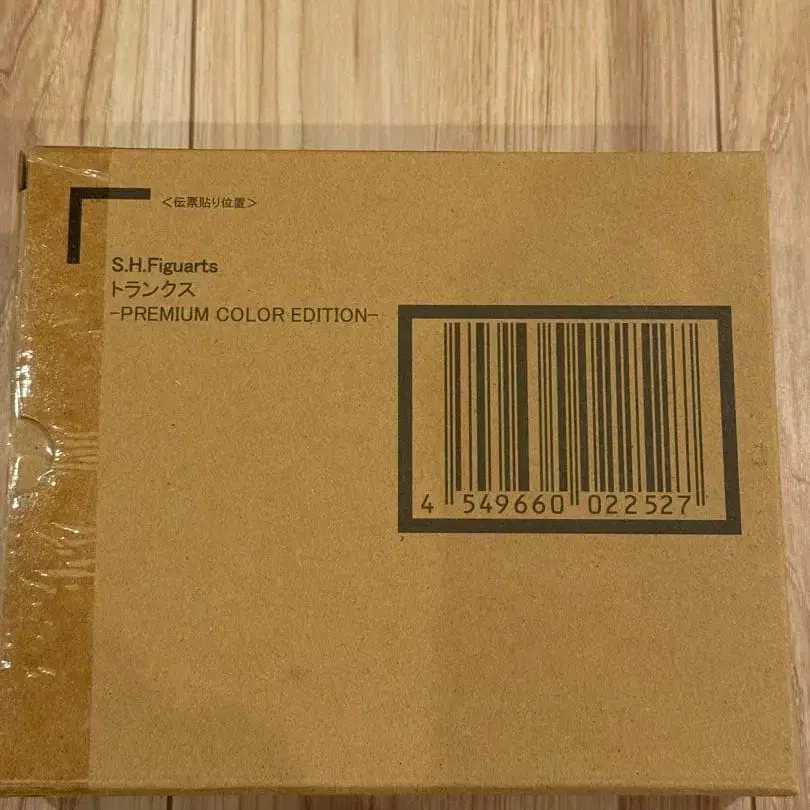 <伝票貼り位置>
S.H.Figuarts
トランクス
-PREMIUM COLOR EDITION-
4 549660 022527